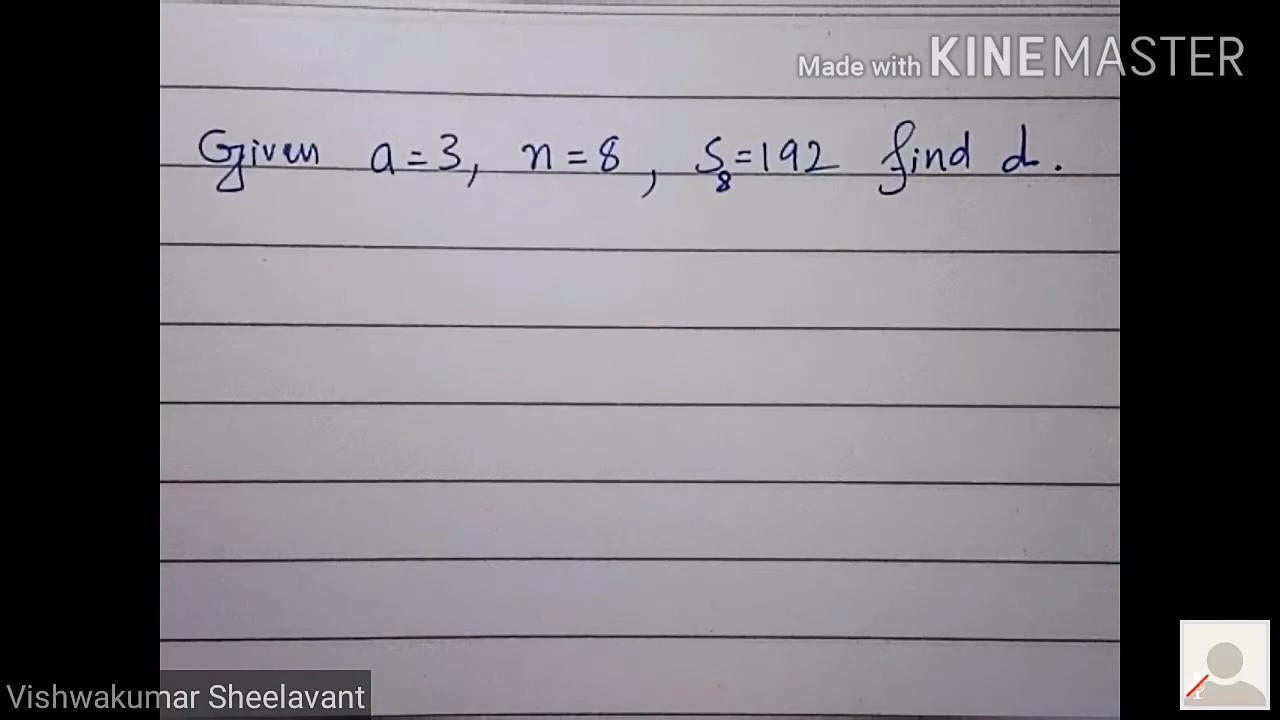 Made with KINEMASTER
Given a=3, n=8, S₈=192 find d.
Vishwakumar Sheelavant